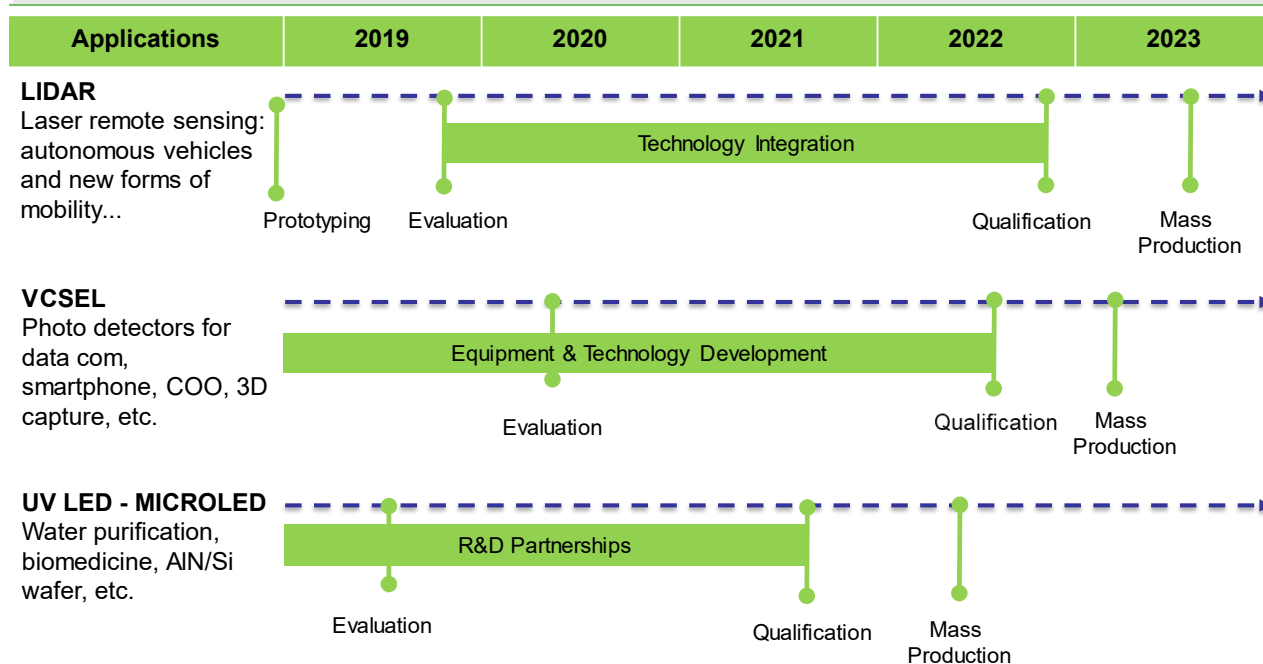 Applications 2019 2020 2021 2022 2023
LIDAR
Laser remote sensing:
autonomous vehicles
and new forms of
mobility...
Technology Integration
Prototyping
Evaluation
Qualification
Mass
Production
VCSEL
Photo detectors for
data com,
smartphone, COO, 3D
capture, etc.
Equipment & Technology Development
Evaluation
Qualification
Mass
Production
UV LED - MICROLED
Water purification,
biomedicine, AlN/Si
wafer, etc.
R&D Partnerships
Evaluation
Qualification
Mass
Production